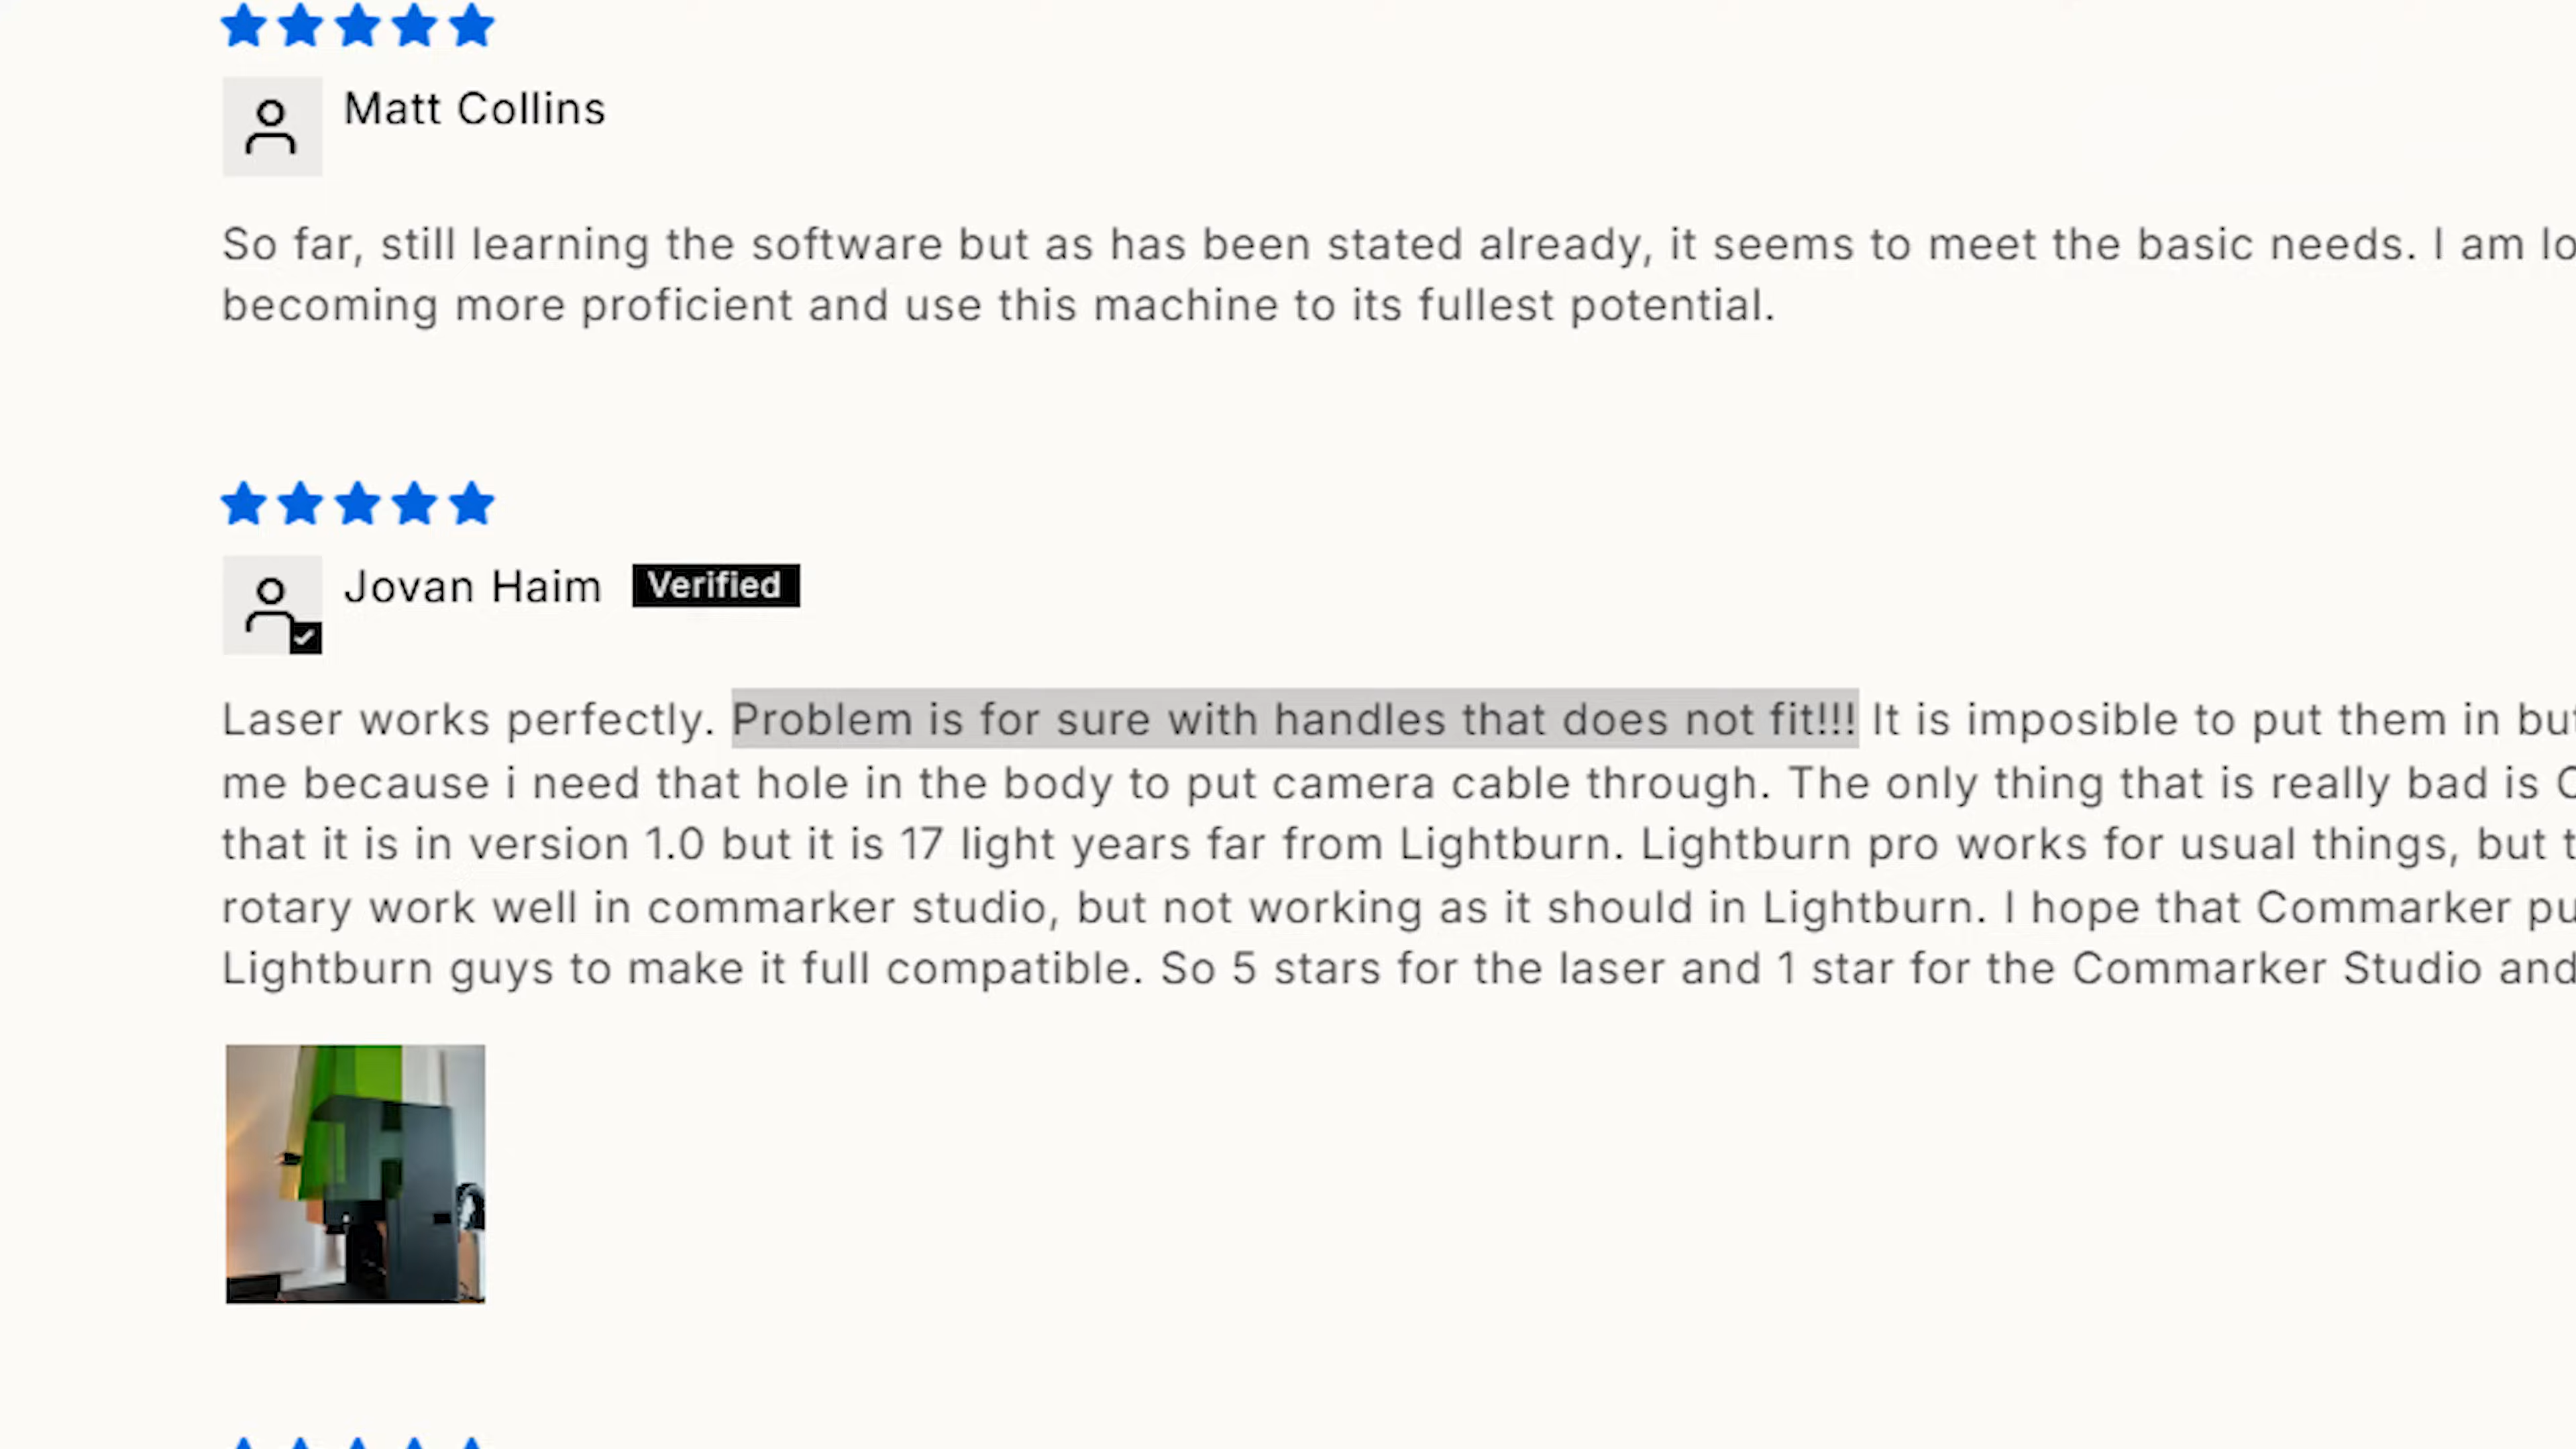 Matt Collins
So far, still learning the software but as has been stated already, it seems to meet the basic needs. I am
becoming more proficient and use this machine to its fullest potential.
Jovan Haim Verified
Laser works perfectly. Problem is for sure with handles that does not fit!!! It is imposible to put them in
me because i need that hole in the body to put camera cable through. The only thing that is really bad is
that it is in version 1.0 but it is 17 light years far from Lightburn. Lightburn pro works for usual things, but
rotary work well in commarker studio, but not working as it should in Lightburn. I hope that Commarker
Lightburn guys to make it full compatible. So 5 stars for the laser and 1 star for the Commarker Studio and